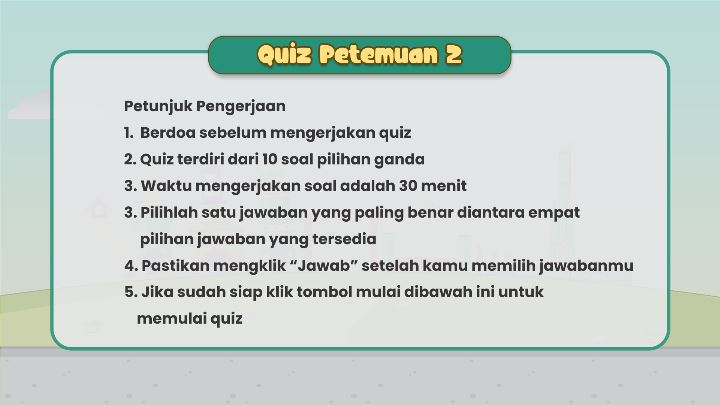 Quiz Petemuan 2
Petunjuk Pengerjaan
1. Berdoa sebelum mengerjakan quiz
2. Quiz terdiri dari 10 soal pilihan ganda
3. Waktu mengerjakan soal adalah 30 menit
3. Pilihlah satu jawaban yang paling benar diantara empat
pilihan jawaban yang tersedia
4. Pastikan mengklik “Jawab” setelah kamu memilih jawabanmu
5. Jika sudah siap klik tombol mulai dibawah ini untuk
memulai quiz